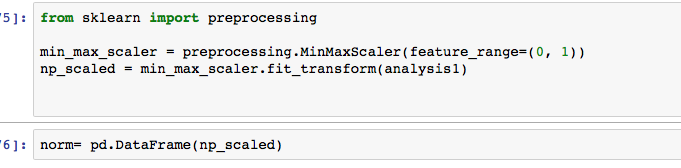 5]: from sklearn import preprocessing
min_max_scaler = preprocessing.MinMaxScaler(feature_range=(0, 1))
np_scaled = min_max_scaler.fit_transform(analysis1)
6]: norm= pd.DataFrame(np_scaled)